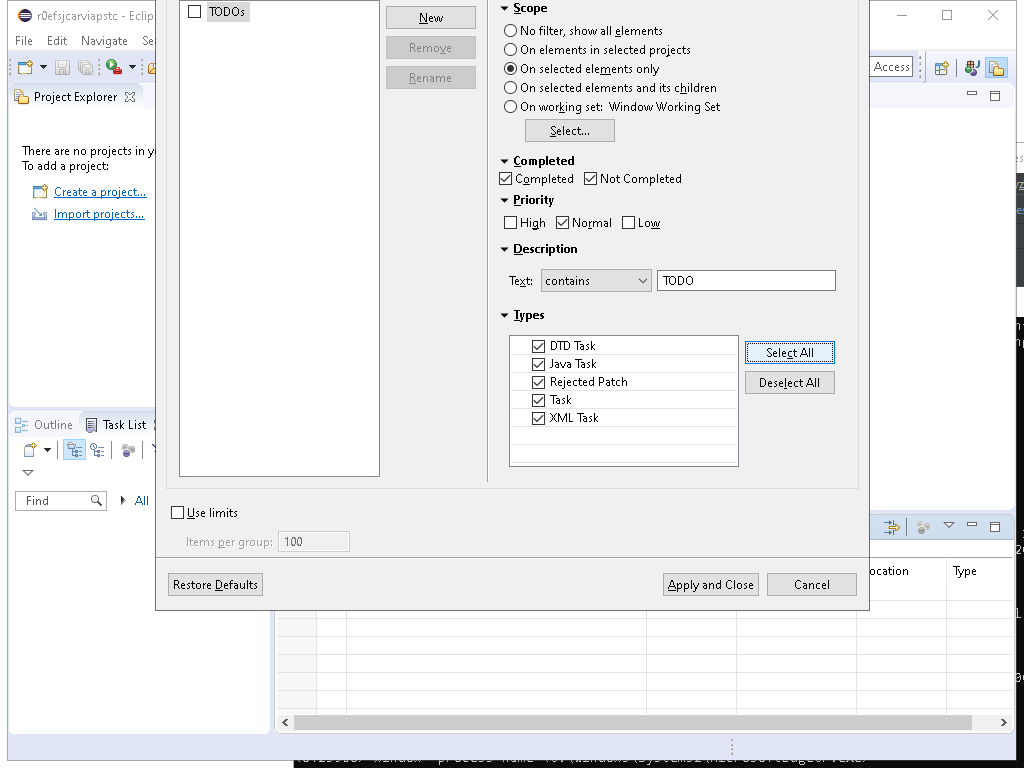 r0efsjcarviapstc - Eclip
File Edit Navigate Se
Access
Project Explorer
There are no projects in y
To add a project:
Create a project...
Import projects...
Outline Task List
Find All
TODOs
New
Remove
Rename
Scope
No filter, show all elements
On elements in selected projects
On selected elements only
On selected elements and its children
On working set: Window Working Set
Select...
Completed
Completed Not Completed
Priority
High Normal Low
Description
Text: contains TODO
Types
DTD Task
Java Task
Rejected Patch
Task
XML Task
Select All
Deselect All
Use limits
Items per group: 100
Restore Defaults Apply and Close Cancel
ocation Type